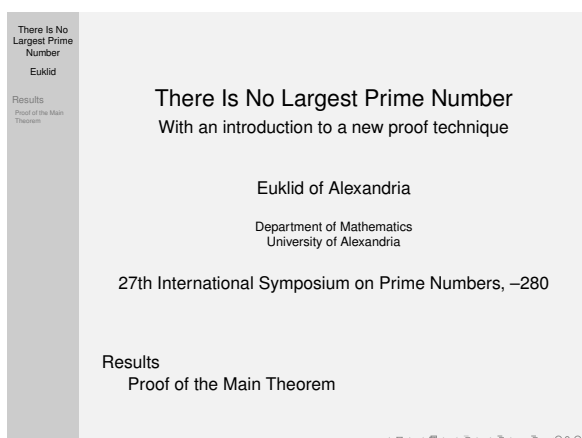 There Is No
Largest Prime
Number
Euklid
Results
Proof of the Main
Theorem
There Is No Largest Prime Number
With an introduction to a new proof technique
Euklid of Alexandria
Department of Mathematics
University of Alexandria
27th International Symposium on Prime Numbers, –280
Results
Proof of the Main Theorem